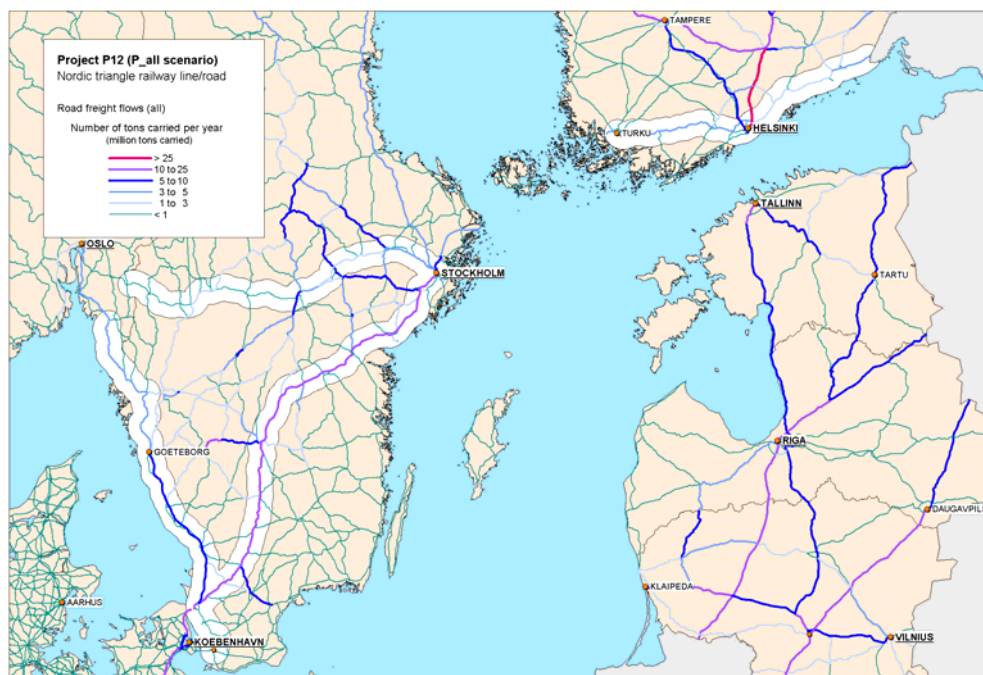 Project P12 (P_all scenario)
Nordic triangle railway line/road
Road freight flows (all)
Number of tons carried per year
(million tons carried)
> 25
10 to 25
5 to 10
3 to 5
1 to 3
< 1
TAMPERE
TURKU
HELSINKI
TALLINN
OSLO
STOCKHOLM
TARTU
RIGA
GOETEBORG
DAUGAVPILS
KLAIPEDA
AARHUS
KOEBENHAVN
VILNIUS